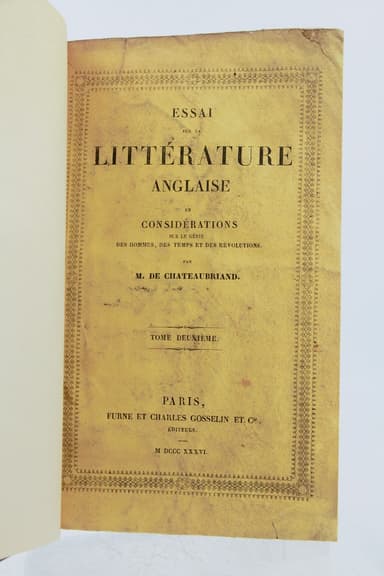 ESSAI
SUR LA
LITTÉRATURE
ANGLAISE
ET
CONSIDÉRATIONS
SUR LE GÉNIE
DES HOMMES, DES TEMPS ET DES RÉVOLUTIONS.
PAR
M. DE CHATEAUBRIAND.
TOME DEUXIÈME.
PARIS,
FURNE ET CHARLES GOSSELIN ET Cie,
ÉDITEURS.
M DCCC XXXVI.